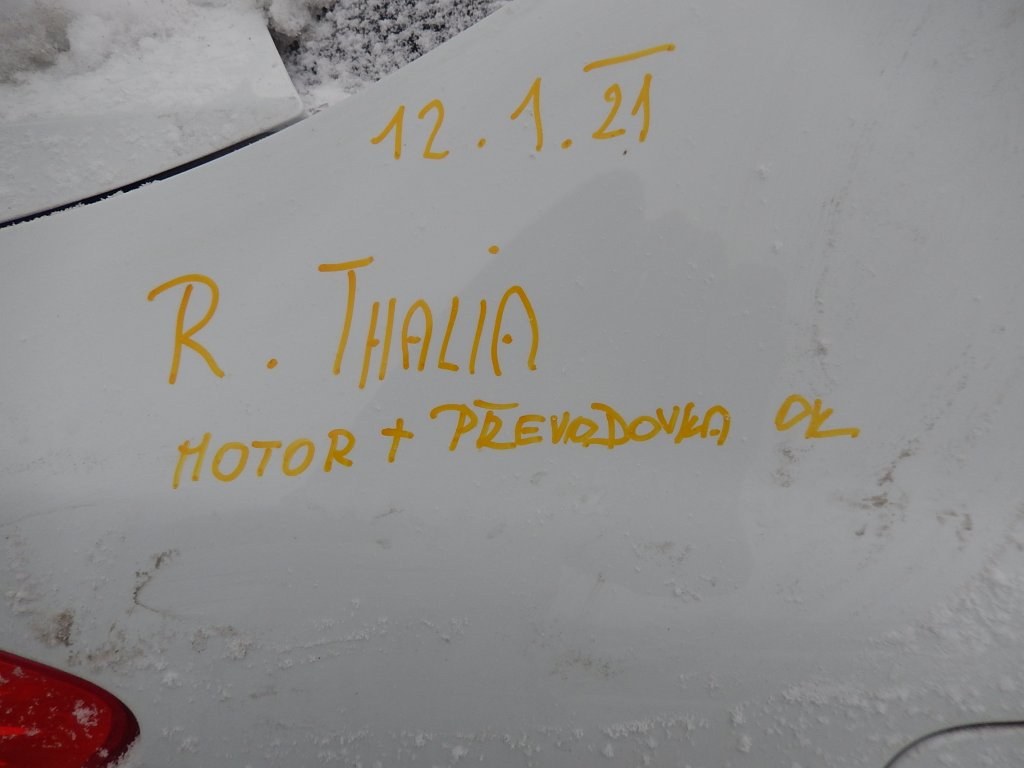 12.1.21
R. THALIA
MOTOR + PŘEVODOVKA OK